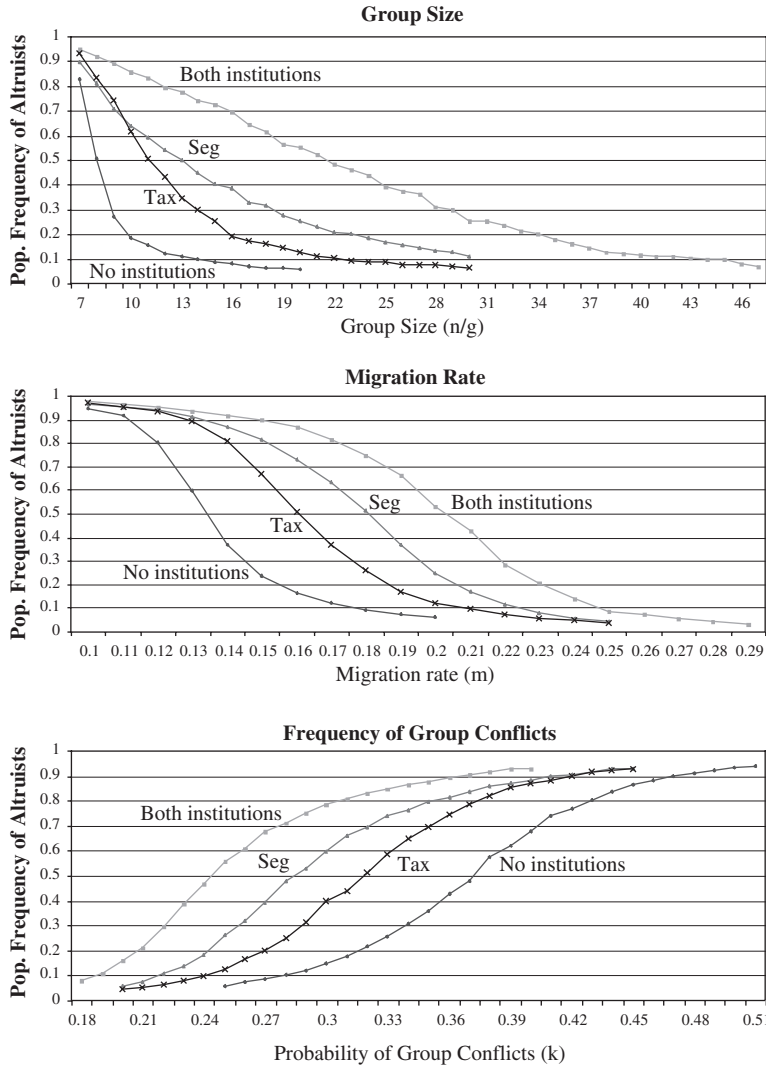 Group Size
Pop. Frequency of Altruists
1
0.9
0.8
0.7
0.6
0.5
0.4
0.3
0.2
0.1
0
Both institutions
Seg
Tax
No institutions
7 10 13 16 19 22 25 28 31 34 37 40 43 46
Group Size (n/g)
Migration Rate
Pop. Frequency of Altruists
1
0.9
0.8
0.7
0.6
0.5
0.4
0.3
0.2
0.1
0
Seg
Both institutions
Tax
No institutions
0.1 0.11 0.12 0.13 0.14 0.15 0.16 0.17 0.18 0.19 0.2 0.21 0.22 0.23 0.24 0.25 0.26 0.27 0.28 0.29
Migration rate (m)
Frequency of Group Conflicts
Pop. Frequency of Altruists
1
0.9
0.8
0.7
0.6
0.5
0.4
0.3
0.2
0.1
0
Both institutions
Seg
Tax
No institutions
0.18 0.21 0.24 0.27 0.3 0.33 0.36 0.39 0.42 0.45 0.48 0.51
Probability of Group Conflicts (k)